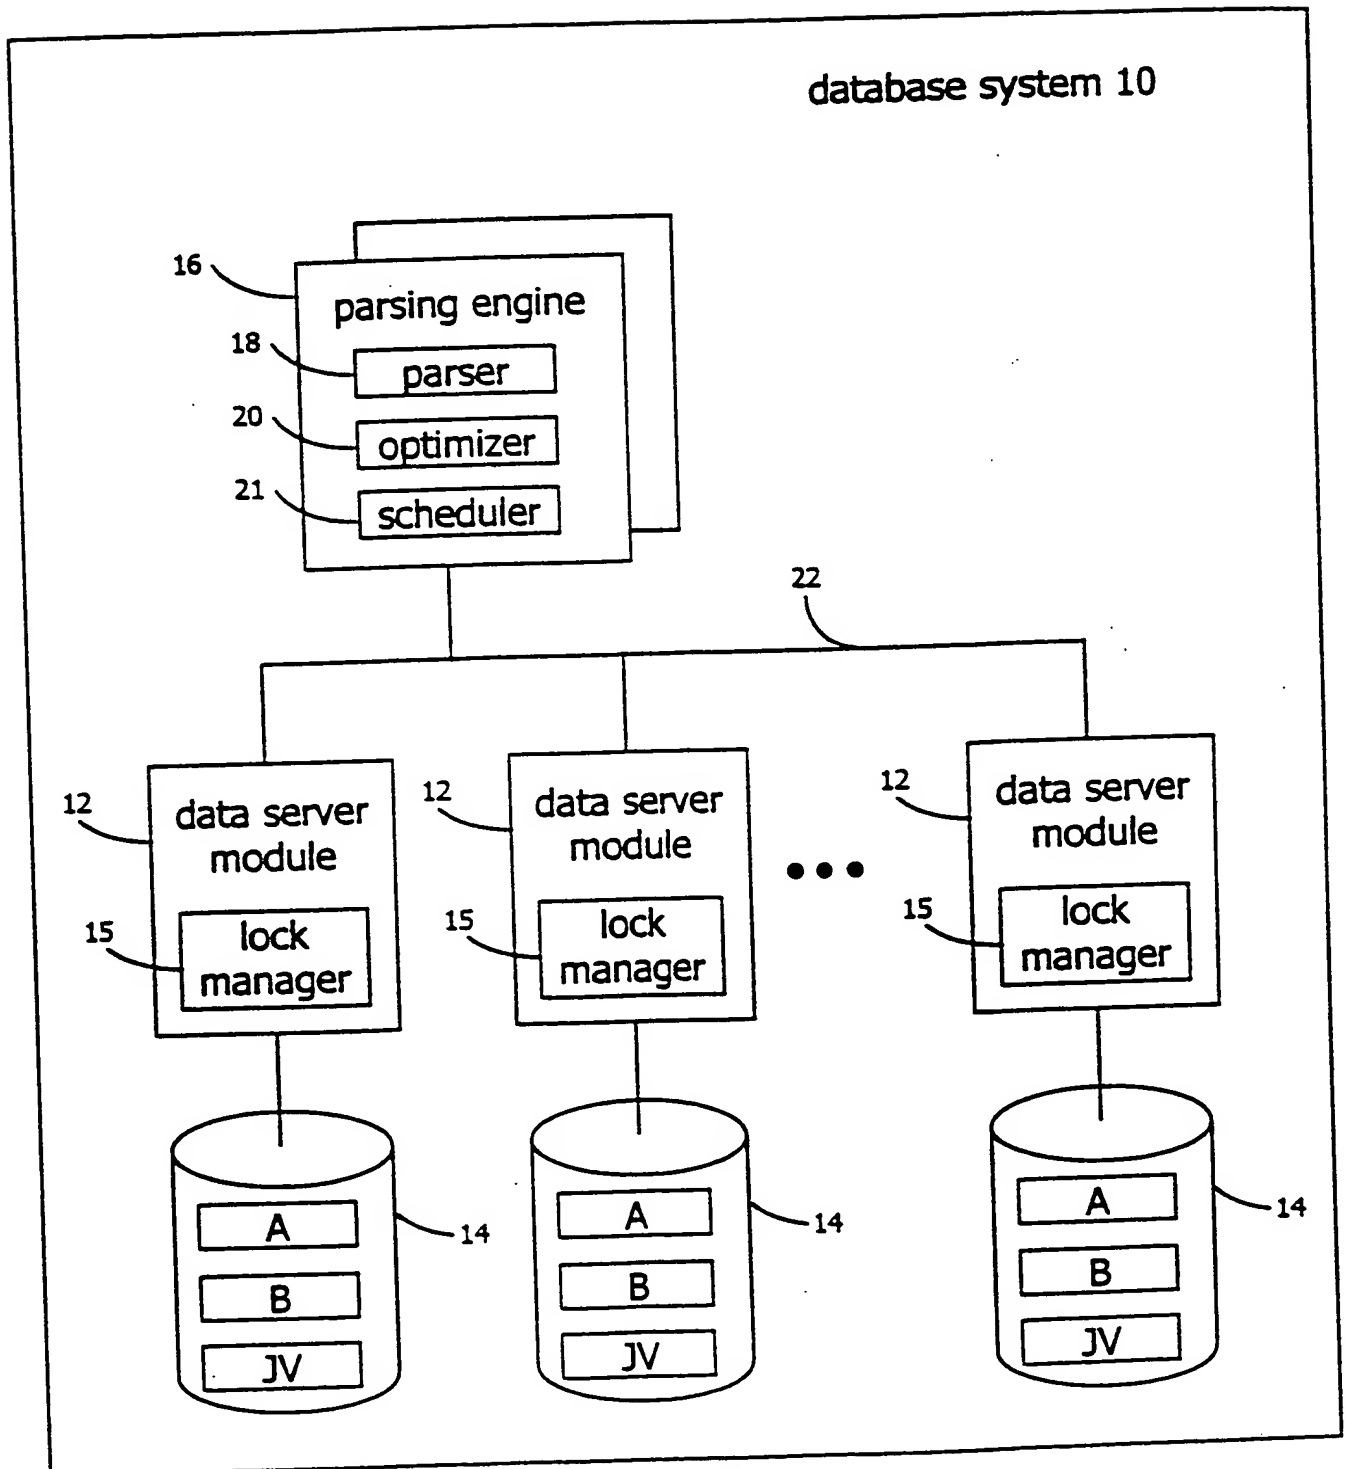 database system 10
16
parsing engine
18
parser
20
optimizer
21
scheduler
22
12
data server
module
15
lock
manager
12
data server
module
15
lock
manager
12
data server
module
15
lock
manager
A
B
JV
14
A
B
JV
14
A
B
JV
14